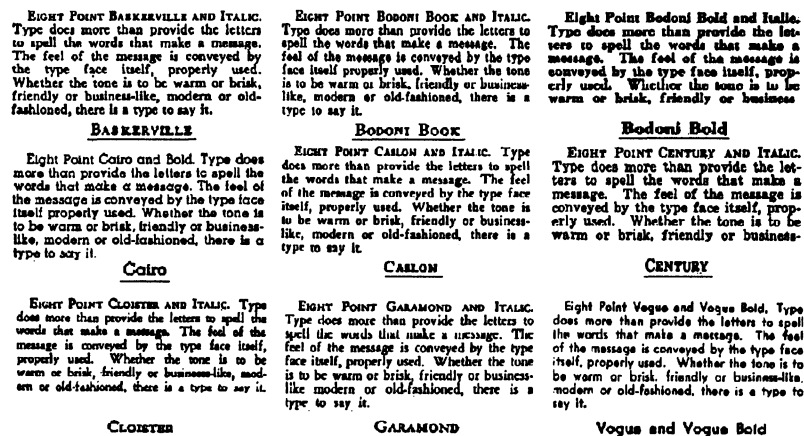 EIGHT POINT BASKERVILLE AND ITALIC.
Type does more than provide the letters
to spell the words that make a message.
The feel of the message is conveyed by
the type face itself, properly used.
Whether the tone is to be warm or brisk,
friendly or business-like, modern or old-
fashioned, there is a type to say it.
BASKERVILLE
EIGHT POINT BODONI BOOK AND ITALIC.
Type does more than provide the letters to
spell the words that make a message. The
feel of the message is conveyed by the type
face itself properly used. Whether the tone
is to be warm or brisk, friendly or business-
like, modern or old-fashioned, there is a
type to say it.
BODONI BOOK
Eight Point Bodoni Bold and Italic.
Type does more than provide the let-
ters to spell the words that make a
message. The feel of the message is
conveyed by the type face itself, prop-
erly used. Whether the tone is to be
warm or brisk, friendly or business
Bodoni Bold
Eight Point Cairo and Bold. Type does
more than provide the letters to spell the
words that make a message. The feel of
the message is conveyed by the type face
itself properly used. Whether the tone is
to be warm or brisk, friendly or business-
like, modern or old-fashioned, there is a
type to say it.
Cairo
EIGHT POINT CASLON AND ITALIC. Type
does more than provide the letters to spell
the words that make a message. The feel
of the message is conveyed by the type face
itself, properly used. Whether the tone is
to be warm or brisk, friendly or business-
like, modern or old-fashioned, there is a
type to say it.
CASLON
EIGHT POINT CENTURY AND ITALIC.
Type does more than provide the let-
ters to spell the words that make a
message. The feel of the message is
conveyed by the type face itself, prop-
erly used. Whether the tone is to be
warm or brisk, friendly or business-
CENTURY
EIGHT POINT CLOISTER AND ITALIC. Type
does more than provide the letters to spell the
words that make a message. The feel of the
message is conveyed by the type face itself,
properly used. Whether the tone is to be
warm or brisk, friendly or business-like, mod-
ern or old-fashioned, there is a type to say it.
CLOISTER
EIGHT POINT GARAMOND AND ITALIC.
Type does more than provide the letters to
spell the words that make a message. The
feel of the message is conveyed by the type
face itself, properly used. Whether the tone
is to be warm or brisk, friendly or business-
like modern or old-fashioned, there is a
type to say it.
GARAMOND
Eight Point Vogue and Vogue Bold. Type
does more than provide the letters to spell
the words that make a message. The feel
of the message is conveyed by the type face
itself, properly used. Whether the tone is to
be warm or brisk, friendly or business-like,
modern or old-fashioned, there is a type to
say it.
Vogue and Vogue Bold